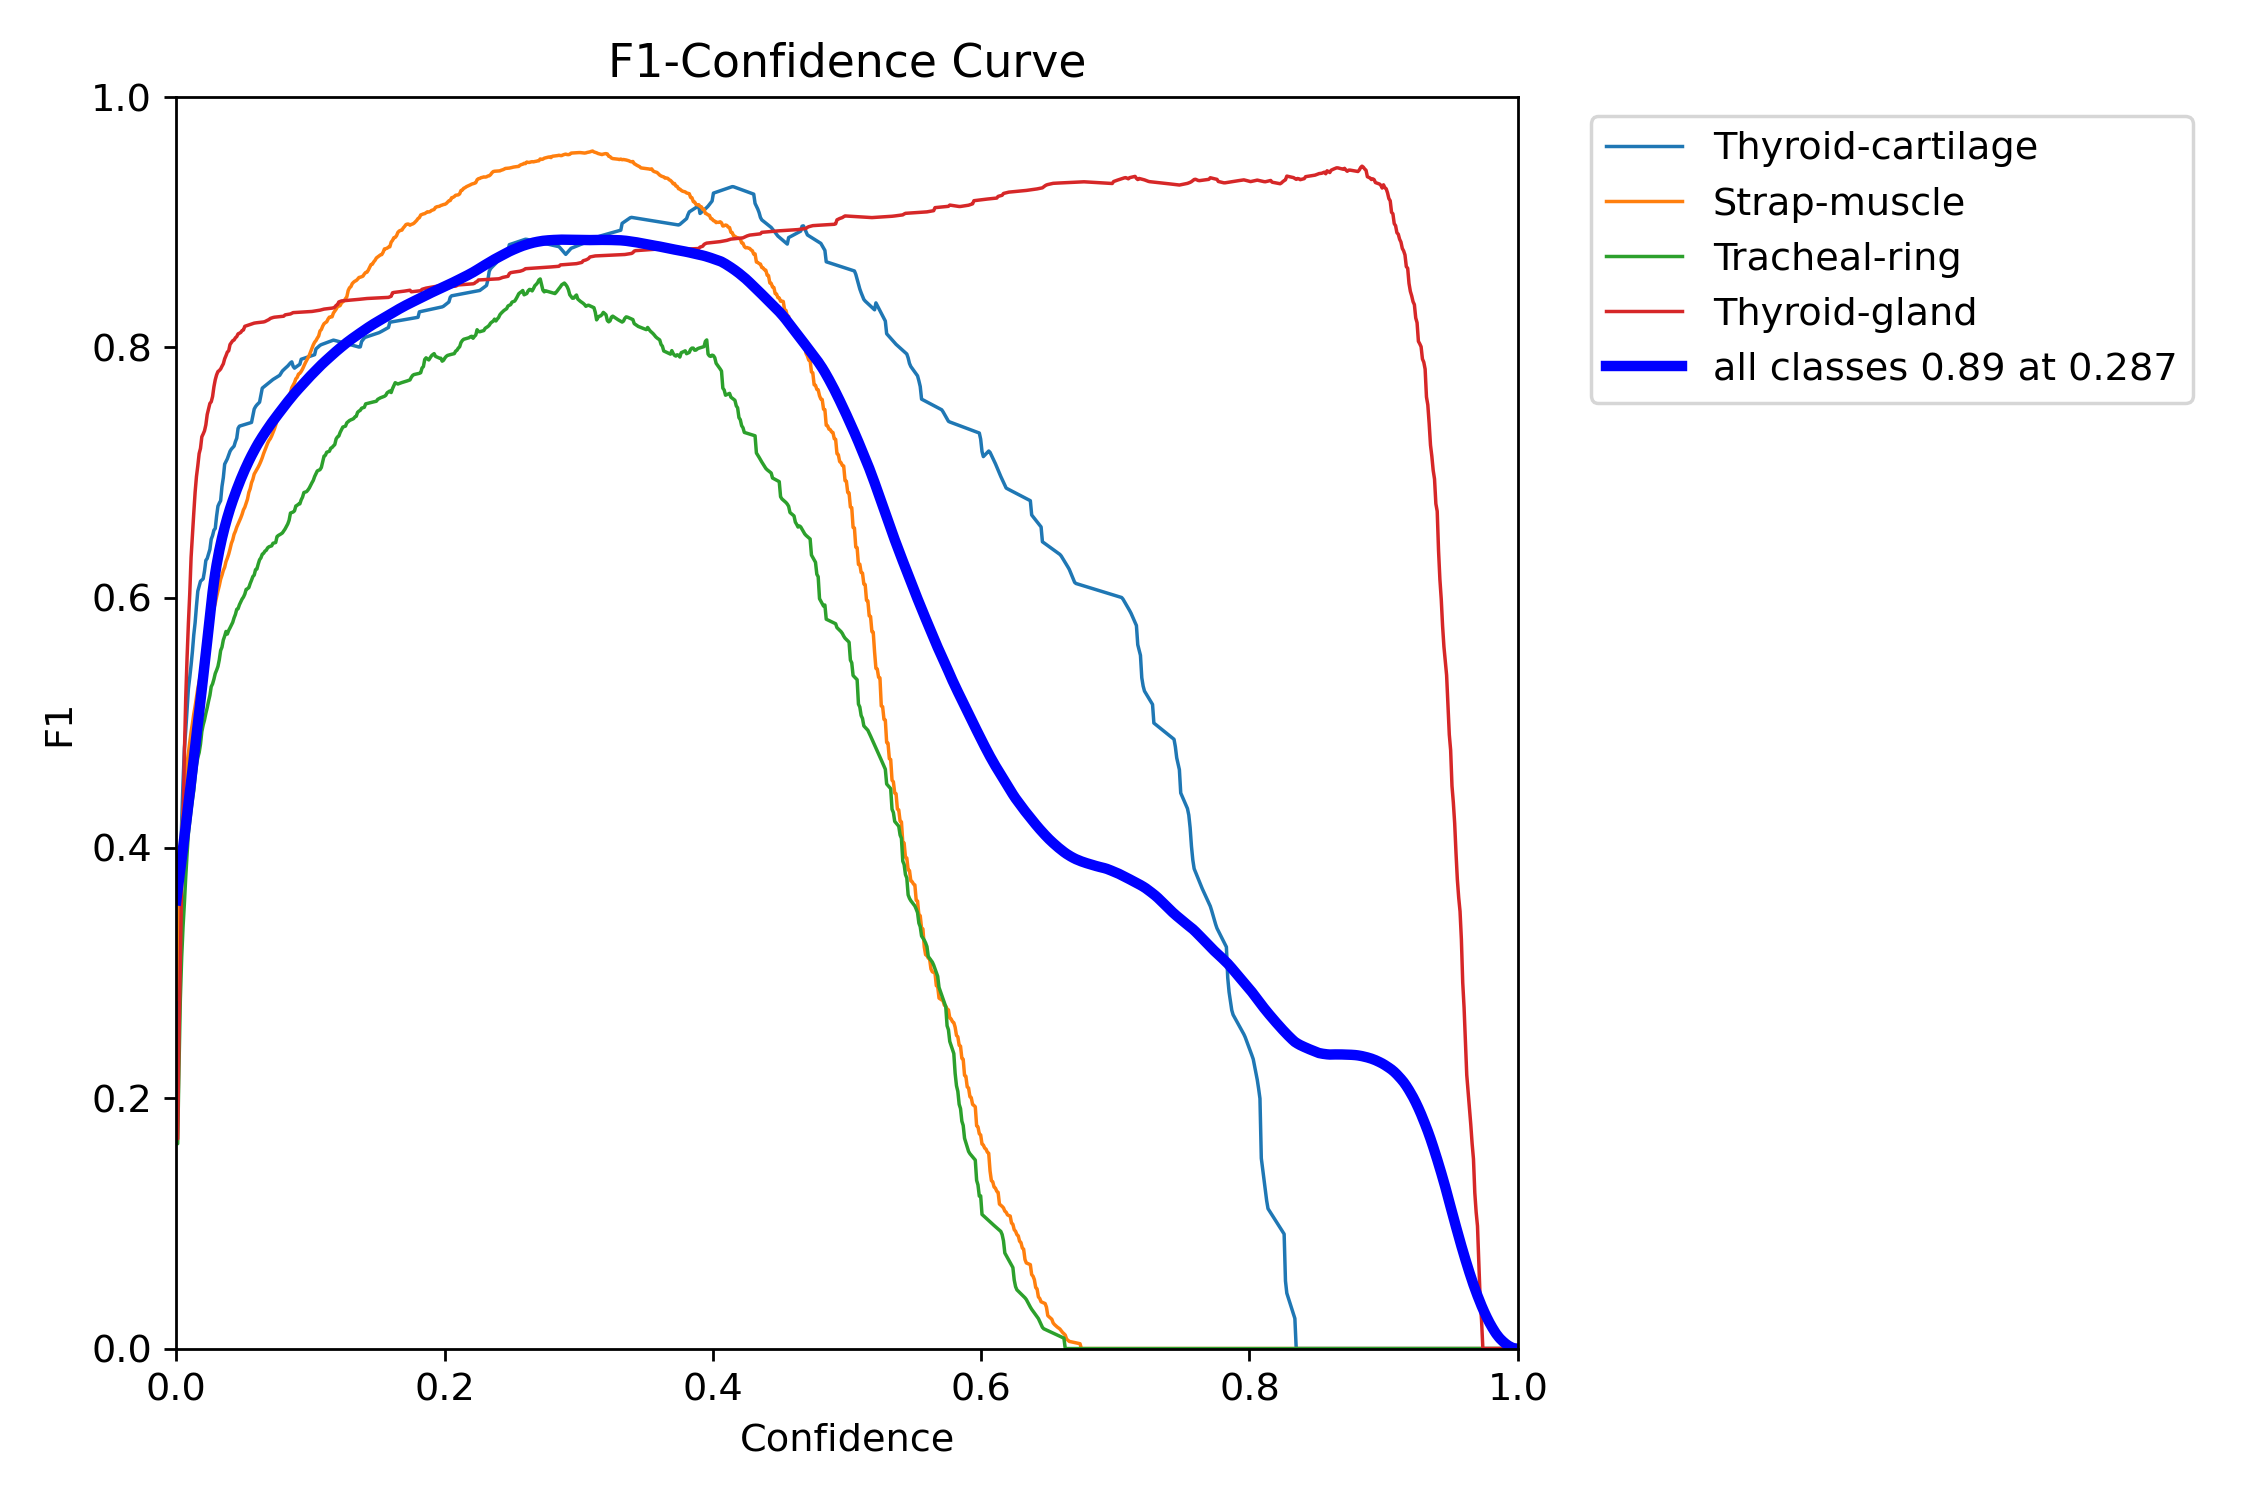 F1-Confidence Curve
1.0
0.8
0.6
0.4
0.2
0.0
F1
0.0 0.2 0.4 0.6 0.8 1.0
Confidence
Thyroid-cartilage
Strap-muscle
Tracheal-ring
Thyroid-gland
all classes 0.89 at 0.287